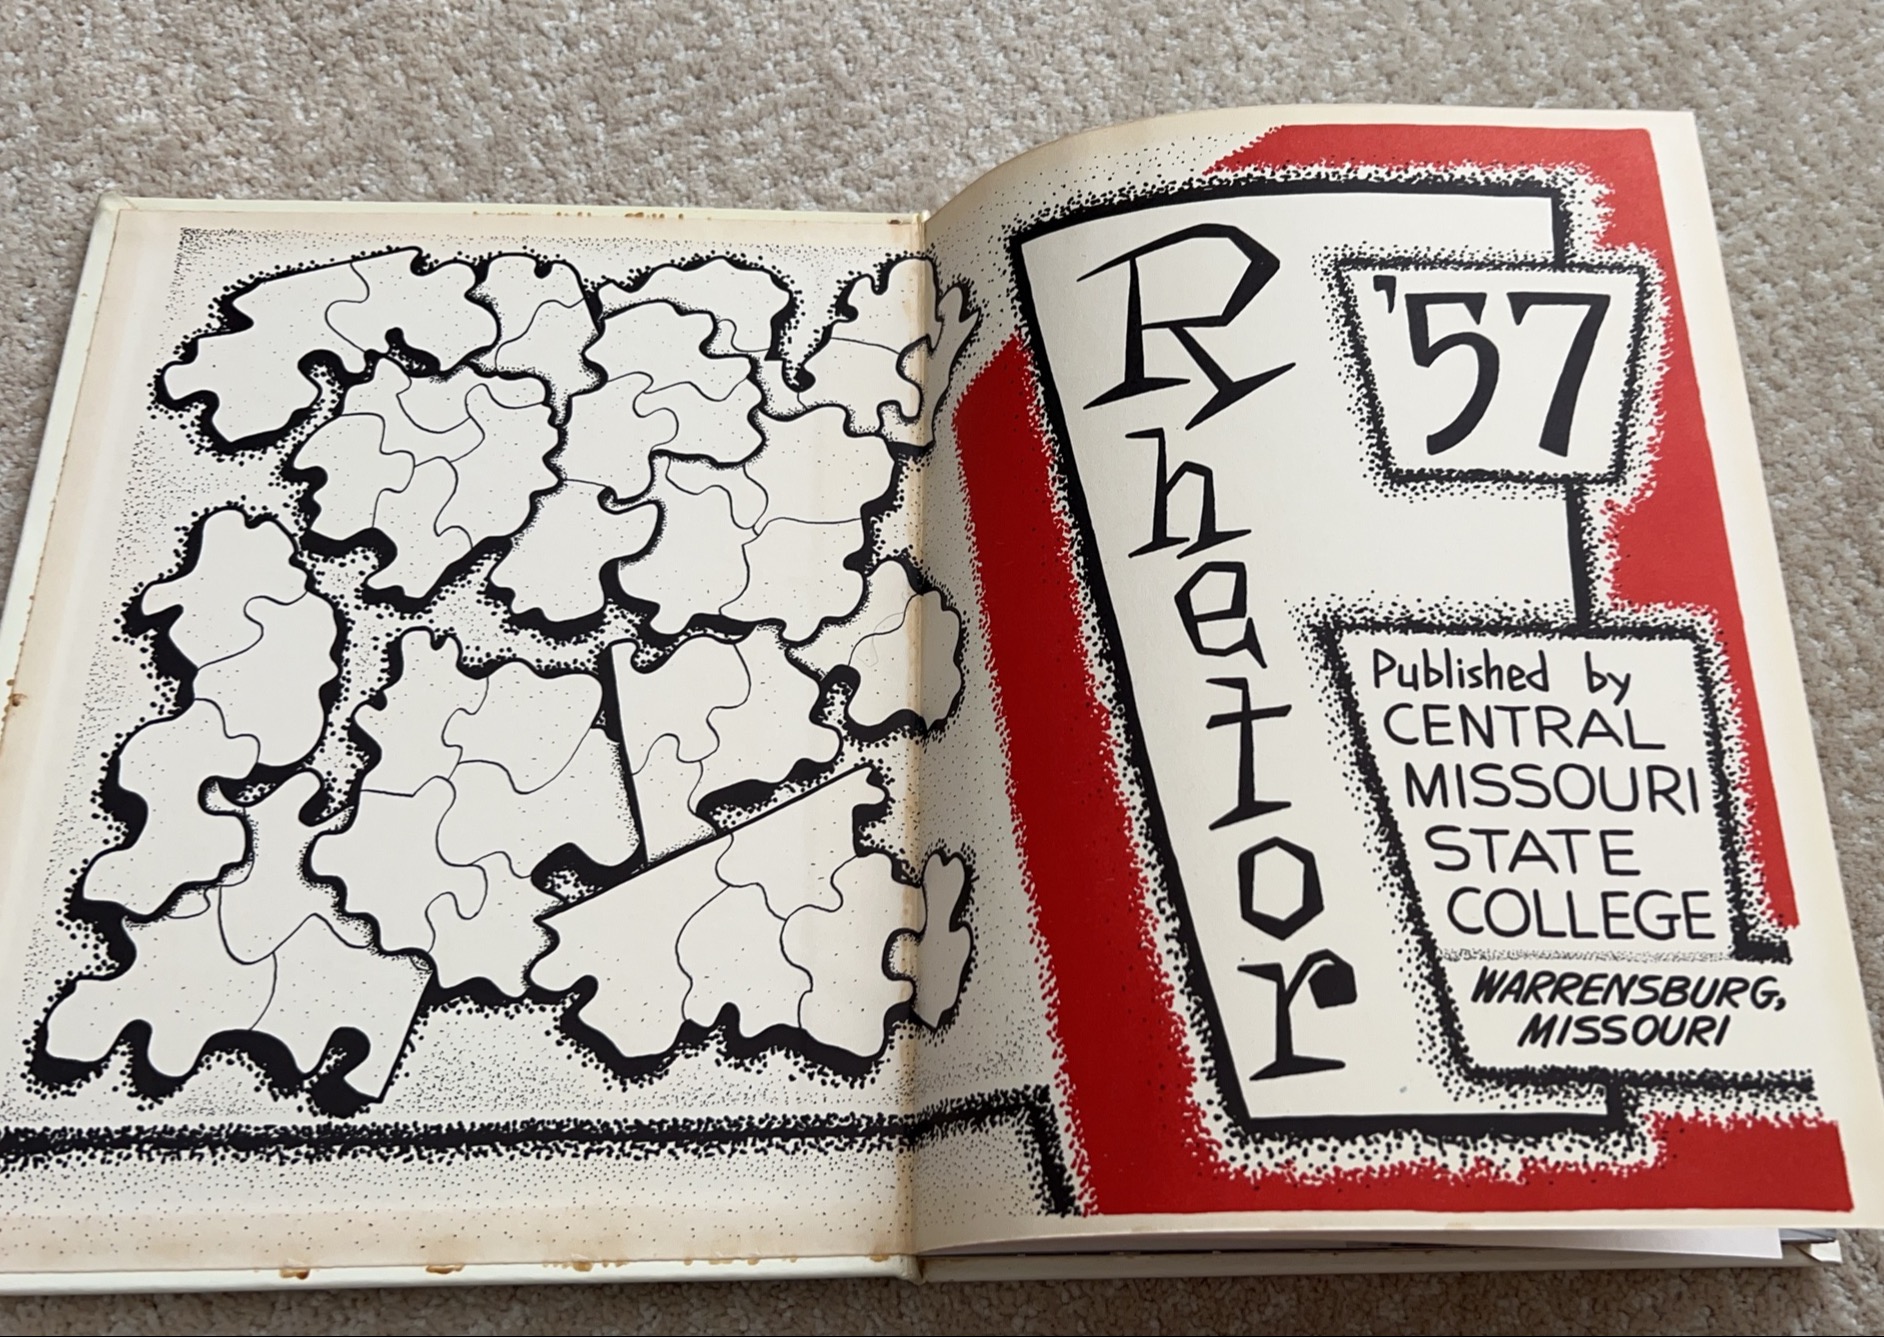 Rhetor
'57
Published by
CENTRAL
MISSOURI
STATE
COLLEGE
WARRENSBURG,
MISSOURI